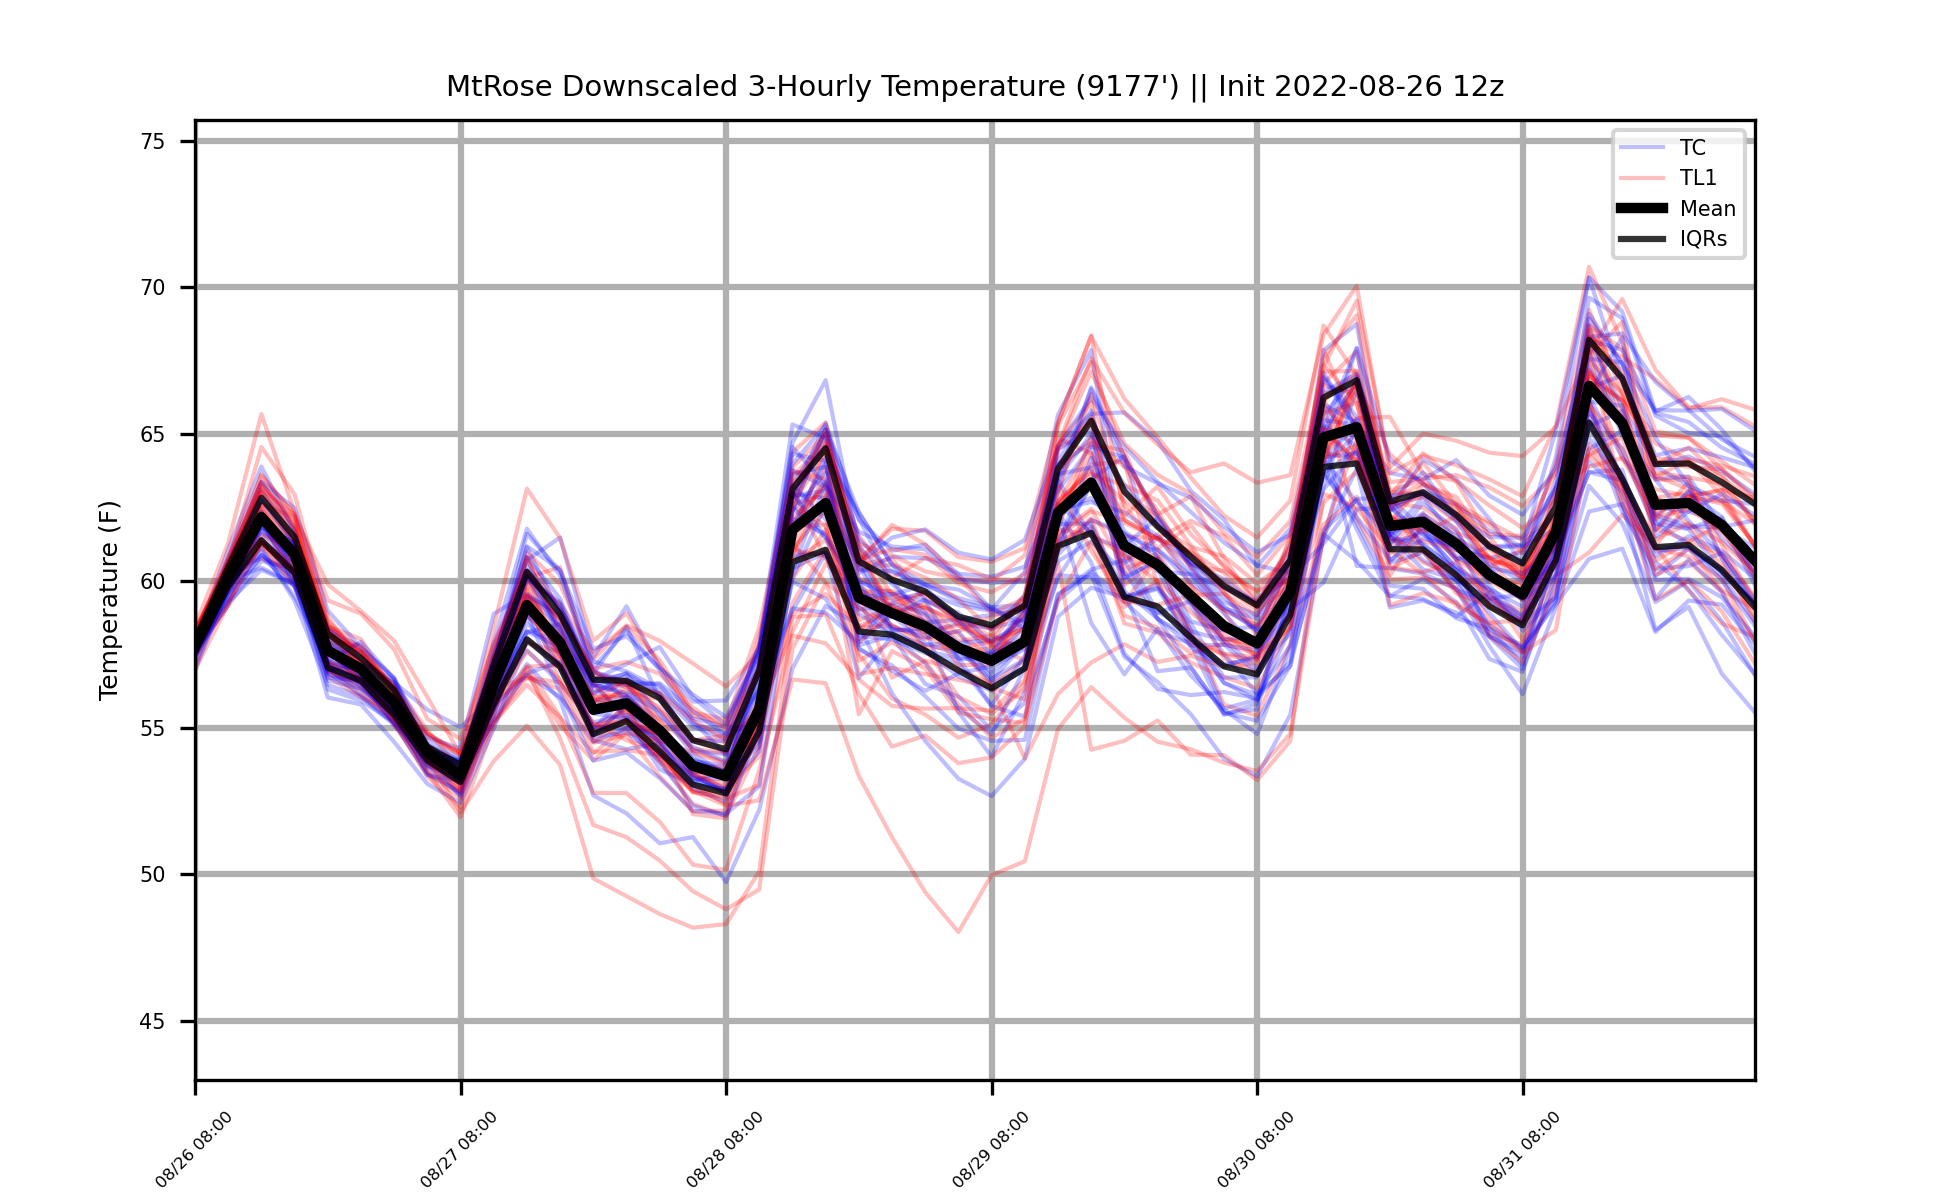 MtRose Downscaled 3-Hourly Temperature (9177') || Init 2022-08-26 12z
Temperature (F)
75
70
65
60
55
50
45
TC
TL1
Mean
IQRs
08/26 08:00
08/27 08:00
08/28 08:00
08/29 08:00
08/30 08:00
08/31 08:00